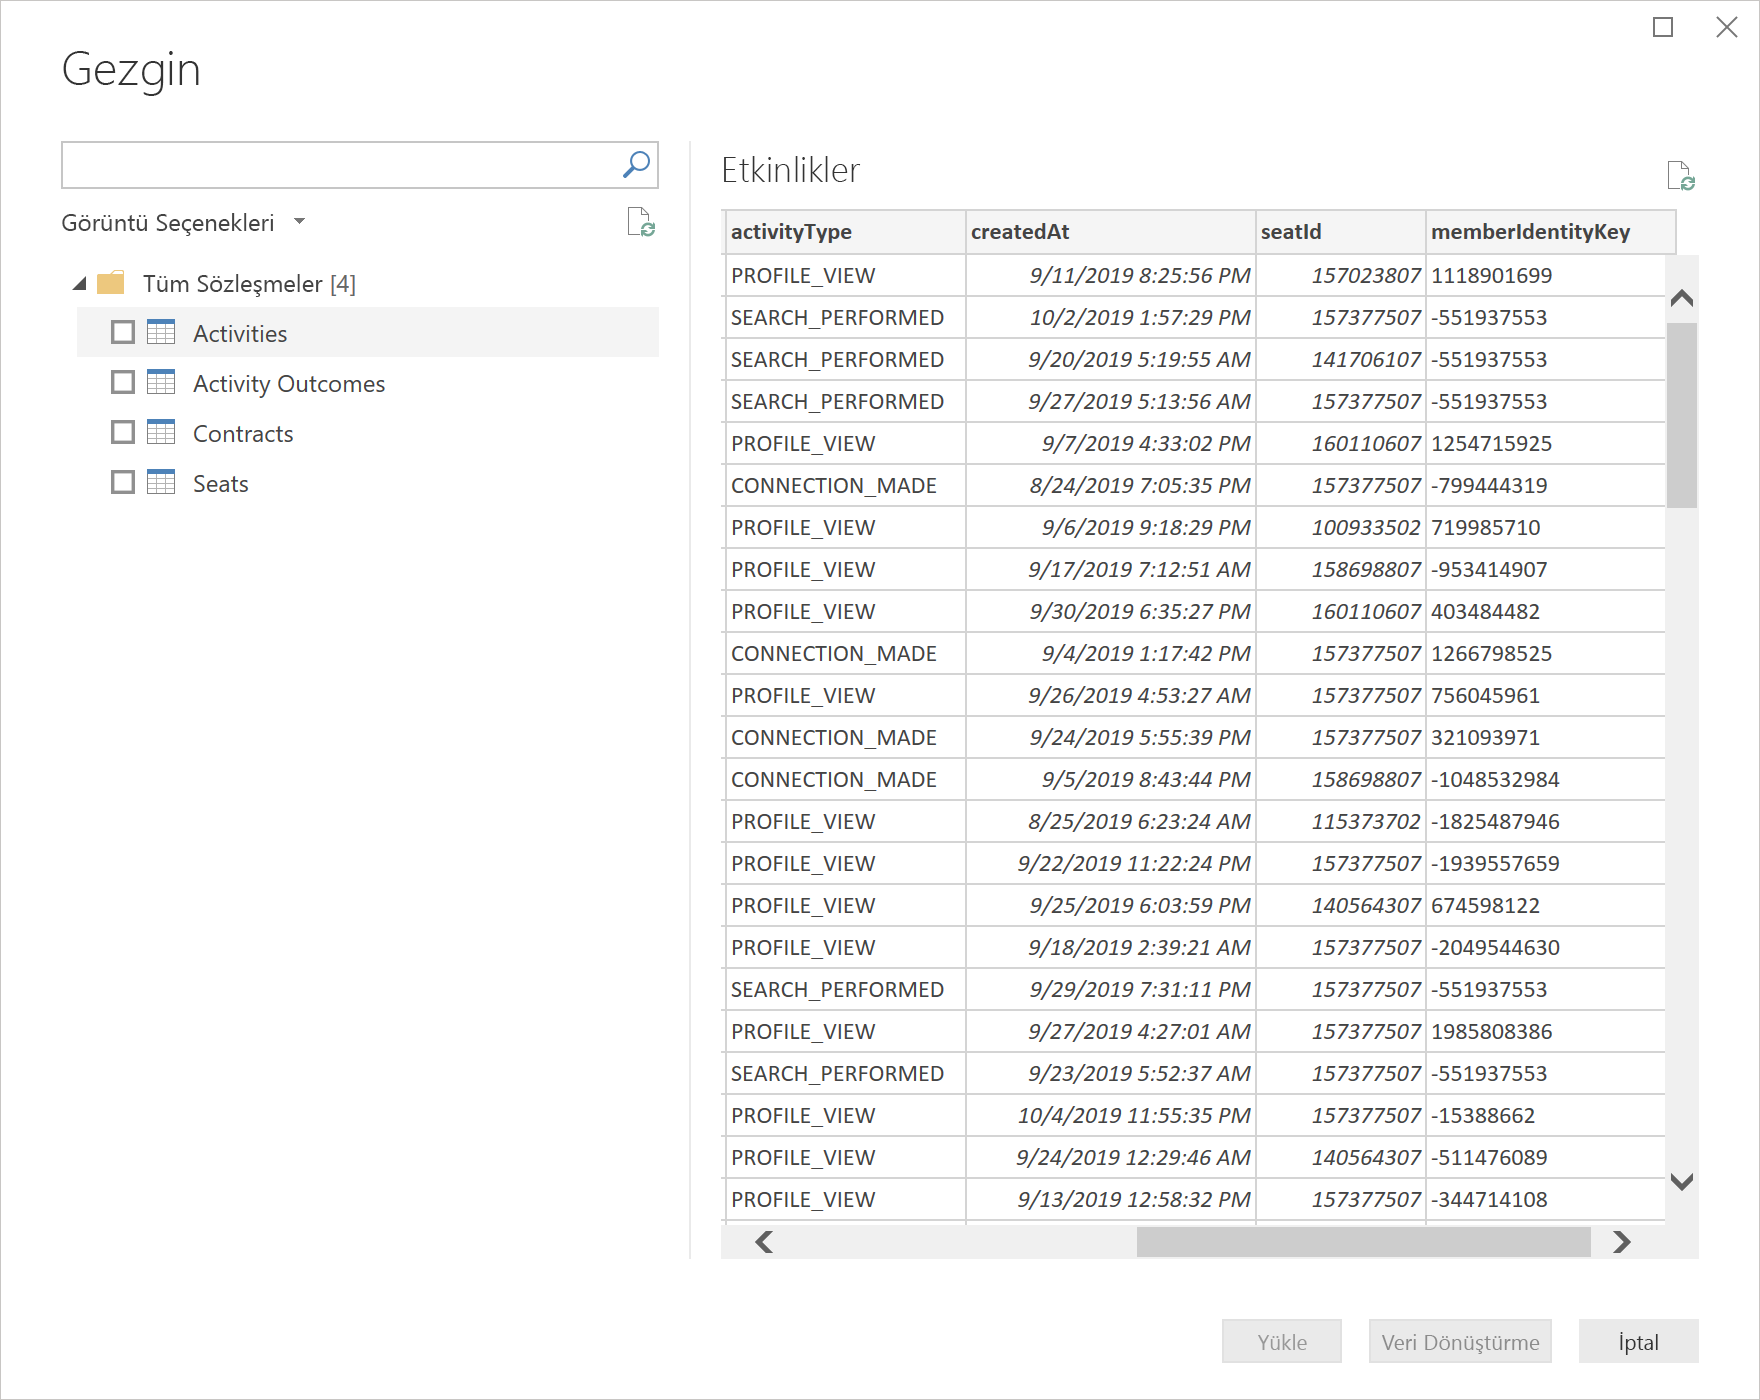 Gezgin
Görüntü Seçenekleri
Tüm Sözleşmeler [4]
Activities
Activity Outcomes
Contracts
Seats
Etkinlikler
activityType createdAt seatId memberIdentityKey
PROFILE_VIEW 9/11/2019 8:25:56 PM 157023807 1118901699
SEARCH_PERFORMED 10/2/2019 1:57:29 PM 157377507 -551937553
SEARCH_PERFORMED 9/20/2019 5:19:55 AM 141706107 -551937553
SEARCH_PERFORMED 9/27/2019 5:13:56 AM 157377507 -551937553
PROFILE_VIEW 9/7/2019 4:33:02 PM 160110607 1254715925
CONNECTION_MADE 8/24/2019 7:05:35 PM 157377507 -799444319
PROFILE_VIEW 9/6/2019 9:18:29 PM 100933502 719985710
PROFILE_VIEW 9/17/2019 7:12:51 AM 158698807 -953414907
PROFILE_VIEW 9/30/2019 6:35:27 PM 160110607 403484482
CONNECTION_MADE 9/4/2019 1:17:42 PM 157377507 1266798525
PROFILE_VIEW 9/26/2019 4:53:27 AM 157377507 756045961
CONNECTION_MADE 9/24/2019 5:55:39 PM 157377507 321093971
CONNECTION_MADE 9/5/2019 8:43:44 PM 158698807 -1048532984
PROFILE_VIEW 8/25/2019 6:23:24 AM 115373702 -1825487946
PROFILE_VIEW 9/22/2019 11:22:24 PM 157377507 -1939557659
PROFILE_VIEW 9/25/2019 6:03:59 PM 140564307 674598122
PROFILE_VIEW 9/18/2019 2:39:21 AM 157377507 -2049544630
SEARCH_PERFORMED 9/29/2019 7:31:11 PM 157377507 -551937553
PROFILE_VIEW 9/27/2019 4:27:01 AM 157377507 1985808386
SEARCH_PERFORMED 9/23/2019 5:52:37 AM 157377507 -551937553
PROFILE_VIEW 10/4/2019 11:55:35 PM 157377507 -15388662
PROFILE_VIEW 9/24/2019 12:29:46 AM 140564307 -511476089
PROFILE_VIEW 9/13/2019 12:58:32 PM 157377507 -344714108
Yükle Veri Dönüştürme İptal